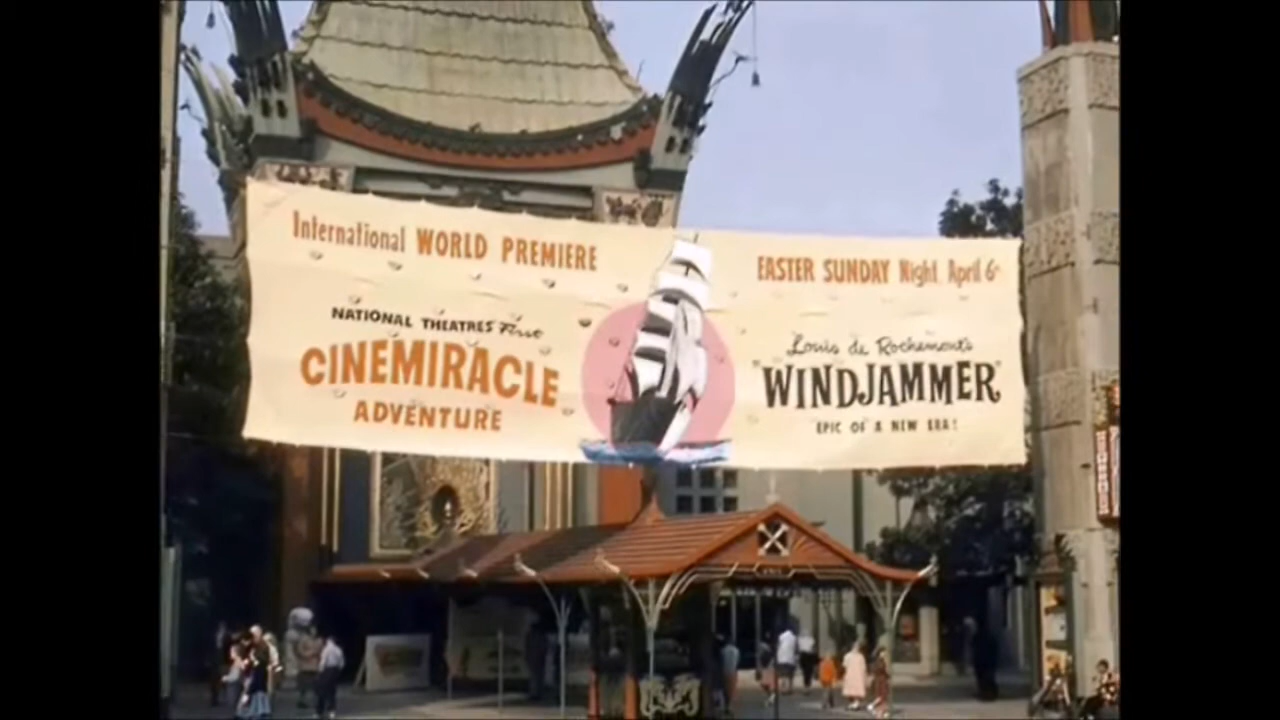 International WORLD PREMIERE
NATIONAL THEATRES First
CINEMIRACLE
ADVENTURE
EASTER SUNDAY Night, April 6
Louis de Rochemont's
"WINDJAMMER"
EPIC OF A NEW ERA!